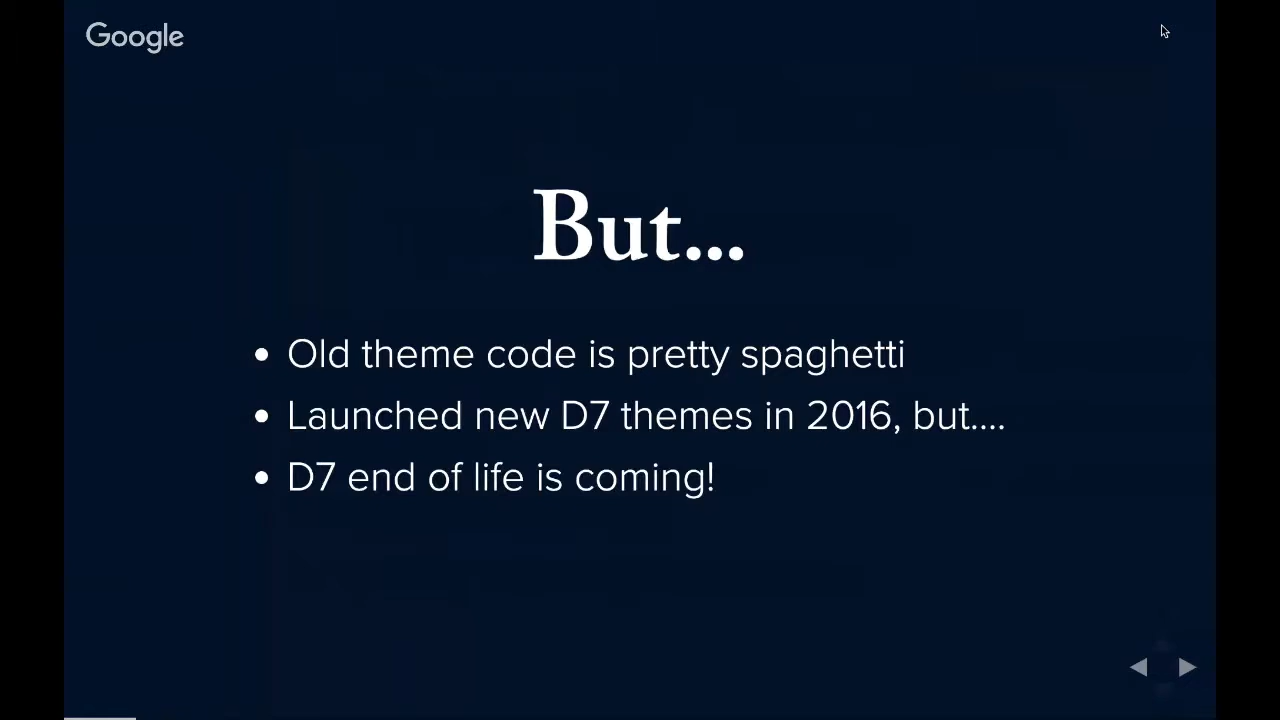 Google
But...
Old theme code is pretty spaghetti
Launched new D7 themes in 2016, but....
D7 end of life is coming!